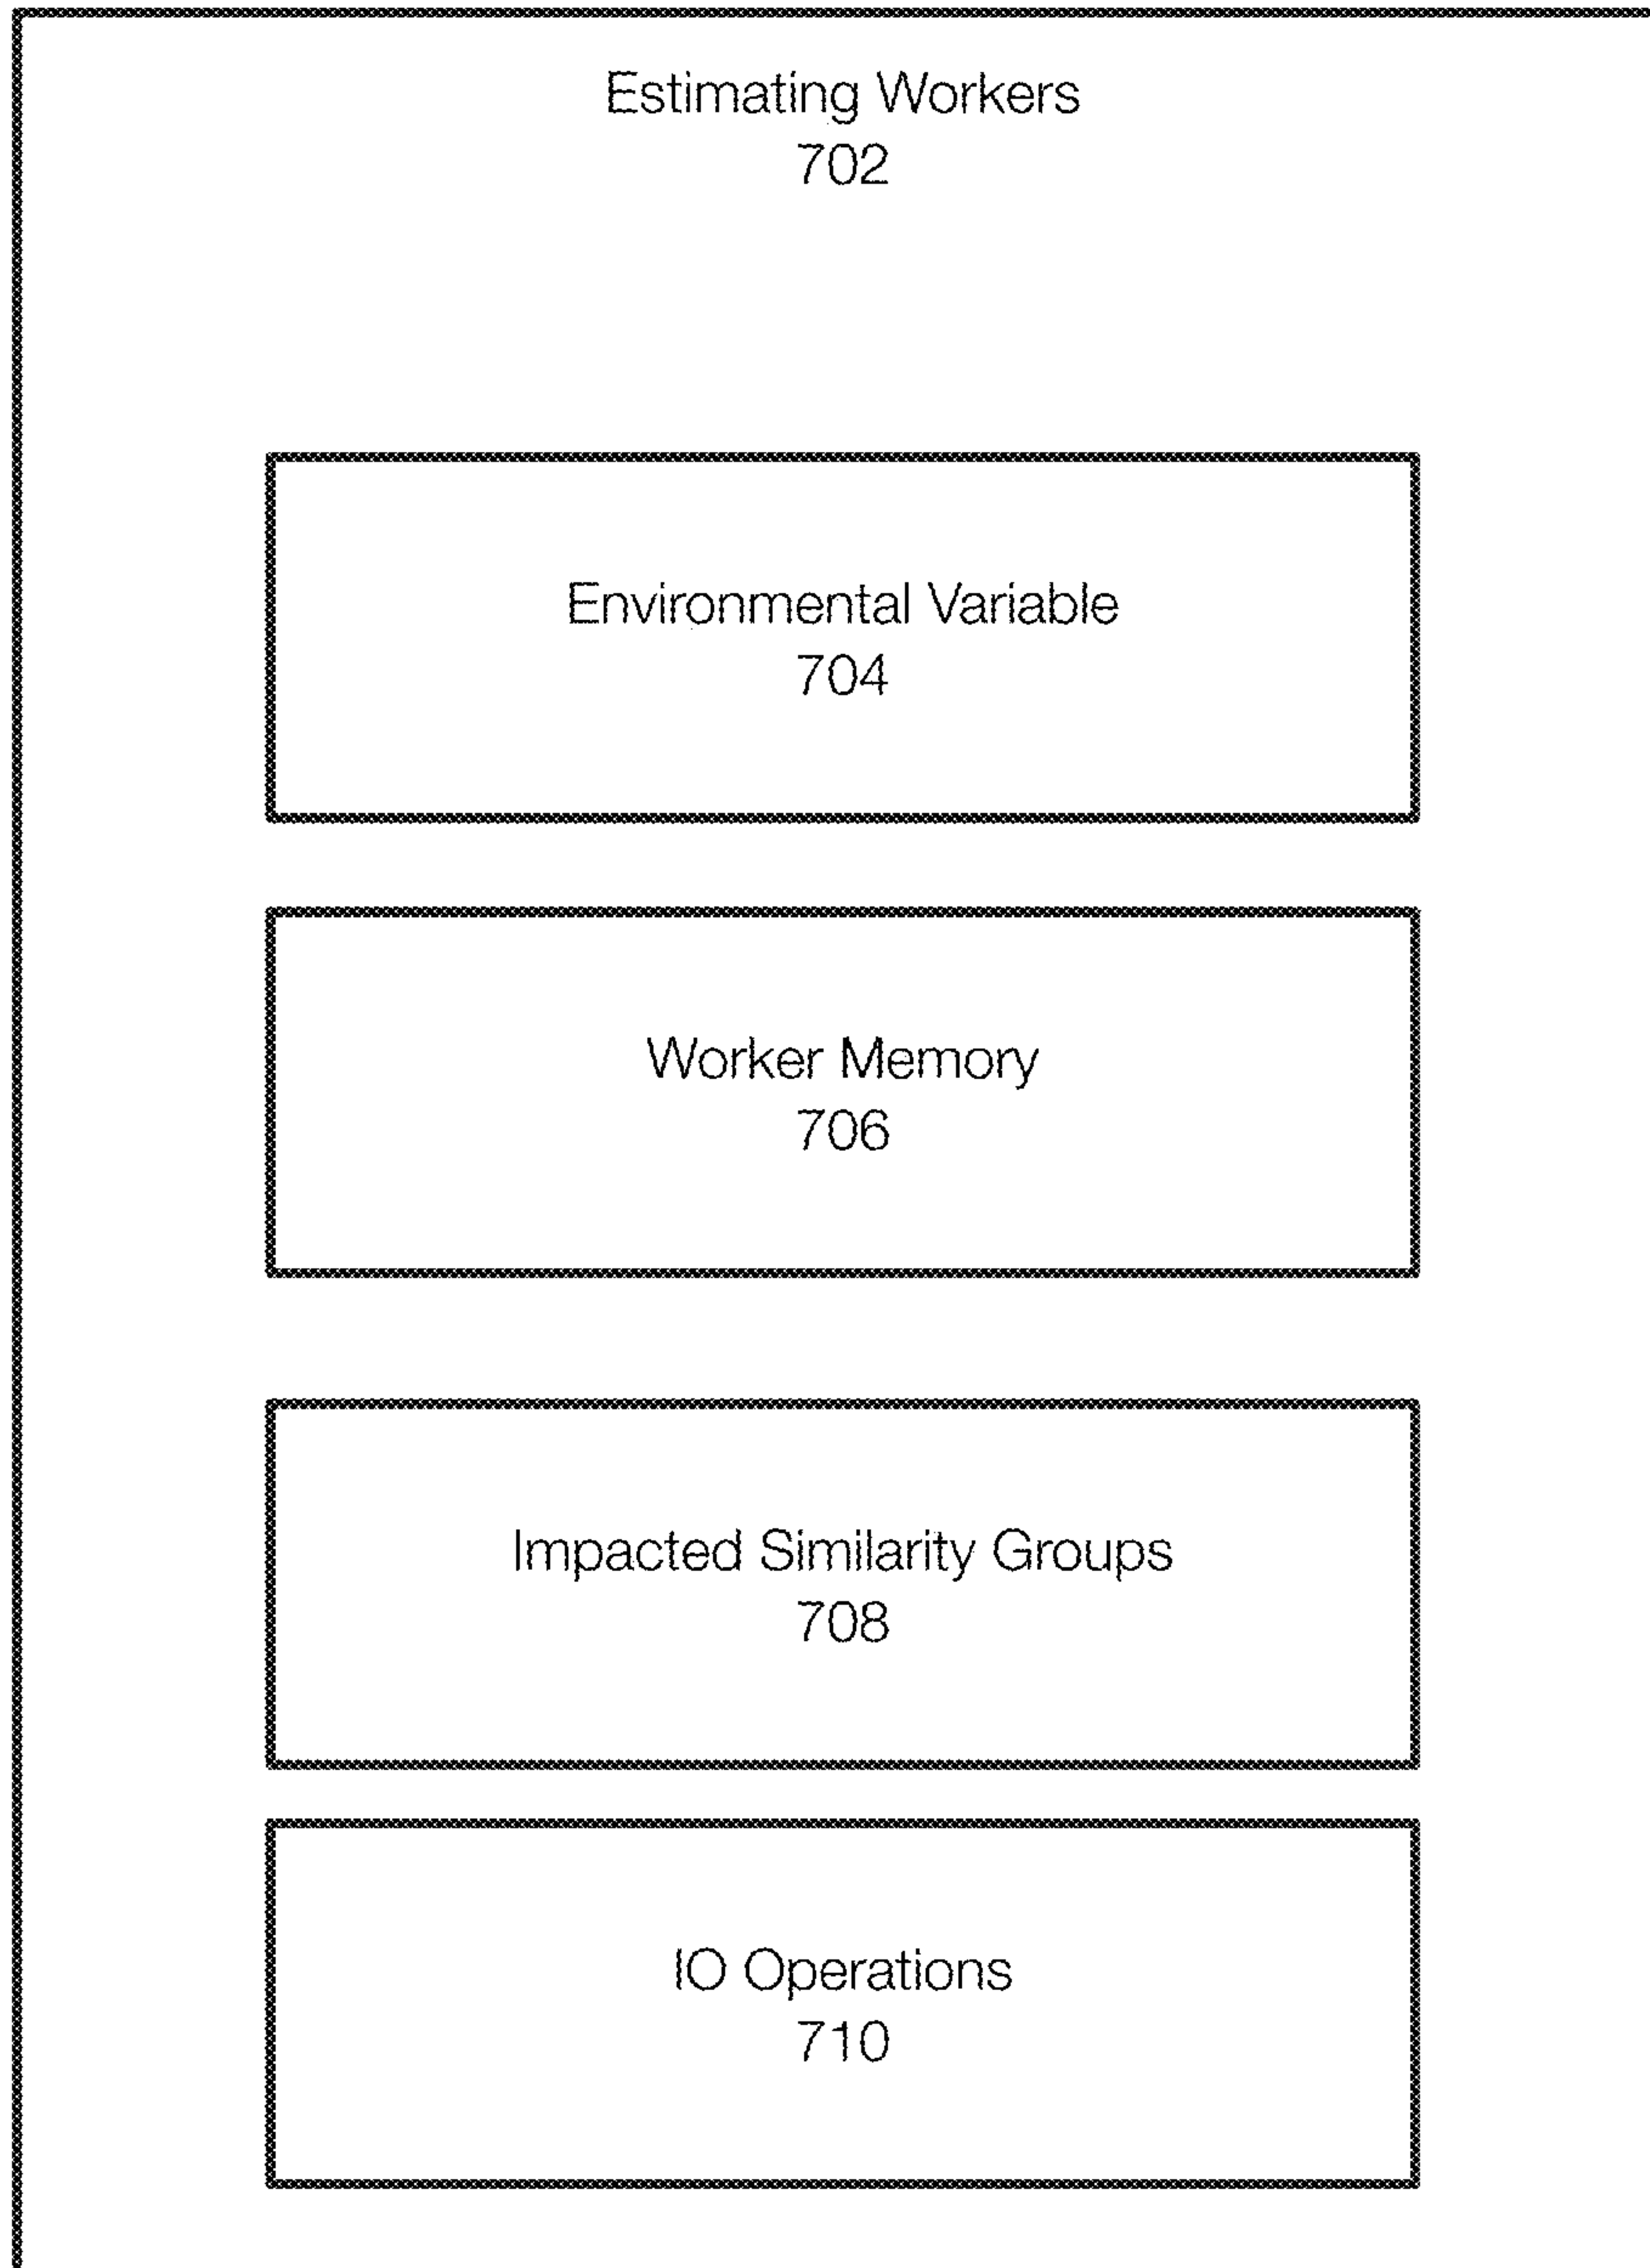 Estimating Workers
702
Environmental Variable
704
Worker Memory
706
Impacted Similarity Groups
708
IO Operations
710